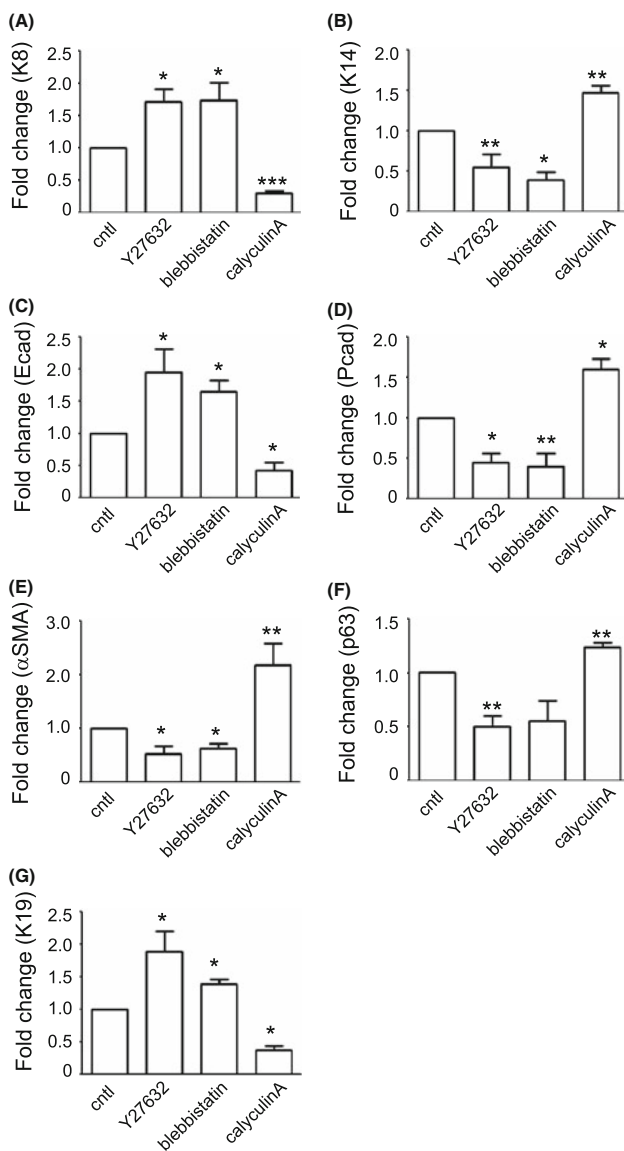 (A)
Fold change (K8)
2.5
2.0
1.5
1.0
0.5
0
*
*
***
cntl
Y27632
blebbistatin
calyculinA
(B)
Fold change (K14)
2.0
1.5
1.0
0.5
0
**
*
**
cntl
Y27632
blebbistatin
calyculinA
(C)
Fold change (Ecad)
2.5
2.0
1.5
1.0
0.5
0
*
*
*
cntl
Y27632
blebbistatin
calyculinA
(D)
Fold change (Pcad)
2.0
1.5
1.0
0.5
0
*
**
*
cntl
Y27632
blebbistatin
calyculinA
(E)
Fold change (αSMA)
3.0
2.0
1.0
0
*
*
**
cntl
Y27632
blebbistatin
calyculinA
(F)
Fold change (p63)
1.5
1.0
0.5
0
**
**
cntl
Y27632
blebbistatin
calyculinA
(G)
Fold change (K19)
2.5
2.0
1.5
1.0
0.5
0
*
*
*
cntl
Y27632
blebbistatin
calyculinA